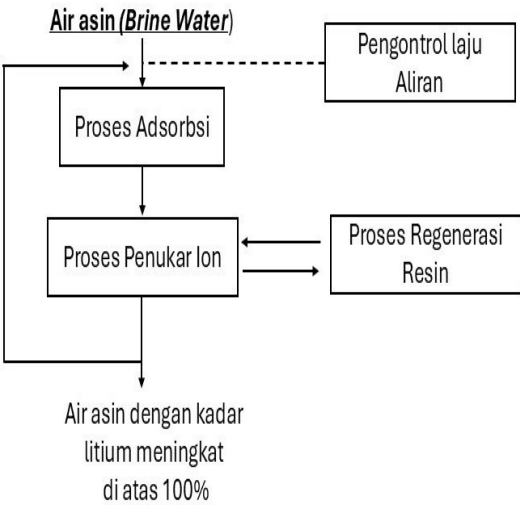 Air asin (Brine Water)
Pengontrol laju
Aliran
Proses Adsorbsi
Proses Penukar Ion
Proses Regenerasi
Resin
Air asin dengan kadar
litium meningkat
di atas 100%